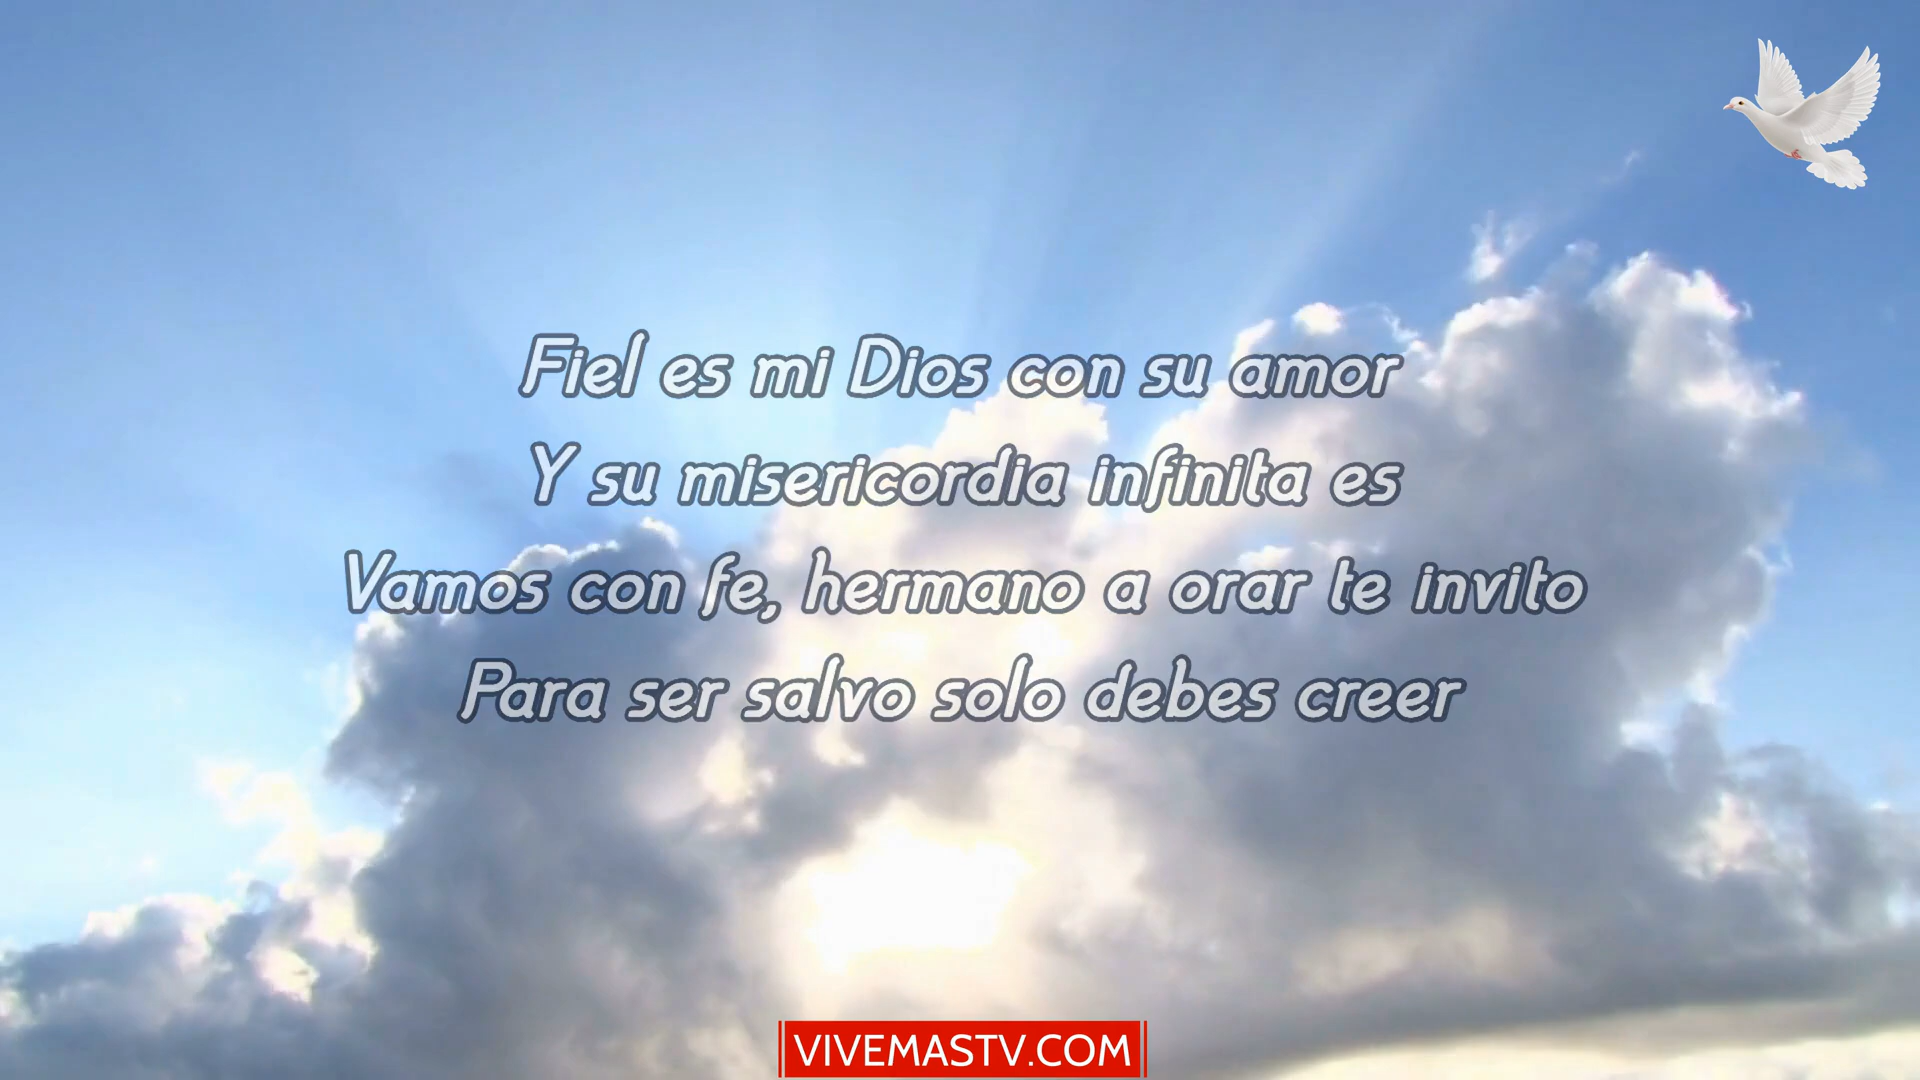 Fiel es mi Dios con su amor
Y su misericordia infinita es
Vamos con fe, hermano a orar te invito
Para ser salvo solo debes creer
VIVEMASTV.COM